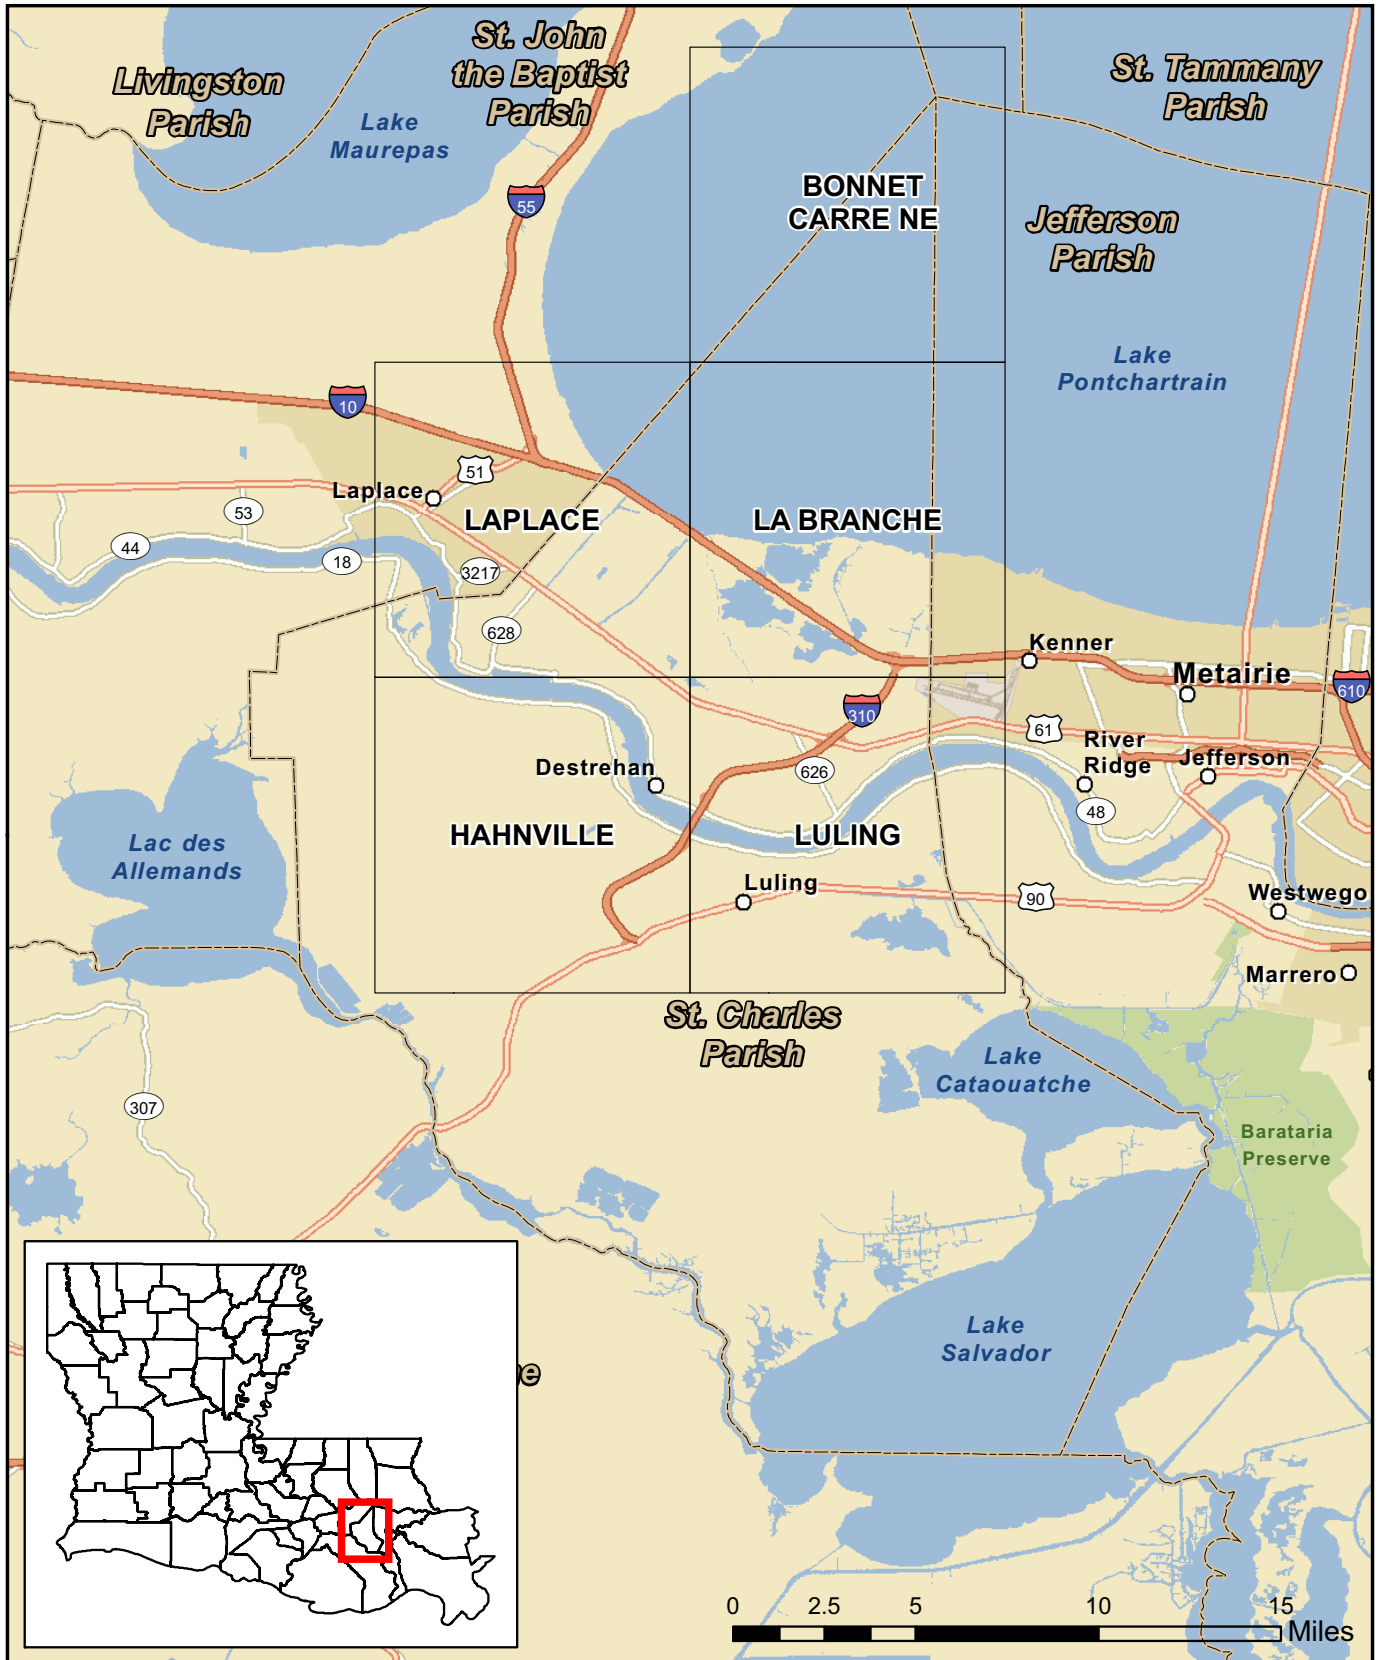 St. John
the Baptist
Parish
Livingston
Parish
St. Tammany
Parish
Lake
Maurepas
BONNET
CARRE NE
55
Jefferson
Parish
Lake
Pontchartrain
10
51
Laplace
53
LAPLACE
LA BRANCHE
44
18
3217
628
Kenner
Metairie
610
310
61
River
Ridge
Jefferson
Destrehan
626
48
HAHNVILLE
LULING
Lac des
Allemands
Luling
90
Westwego
Marrero
St. Charles
Parish
Lake
Cataouatche
307
Barataria
Preserve
Lake
Salvador
e
0
2.5
5
10
15
Miles